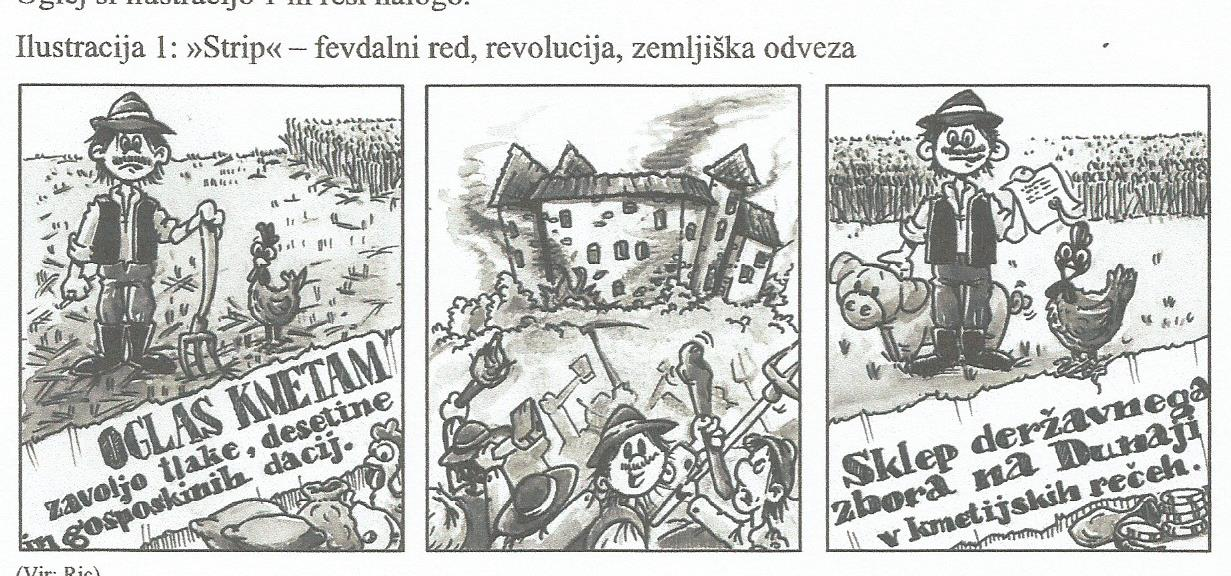 Oglej si ilustracijo 1 in reši nalogo.
Ilustracija 1: »Strip« – fevdalni red, revolucija, zemljiška odveza
OGLAS KMETAM
zavoljo tlake, desetine
in gosposkinih dacij.
Sklep deržavnega
zbora na Dunaji
v kmetijskih rečeh.
(Vir: Ric)